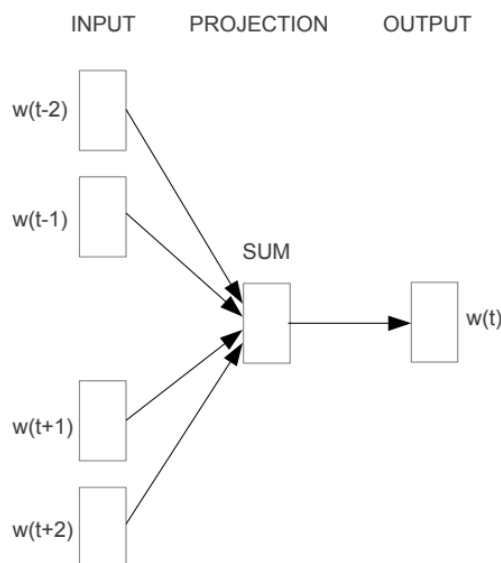 INPUT PROJECTION OUTPUT
w(t-2)
w(t-1)
SUM
w(t)
w(t+1)
w(t+2)